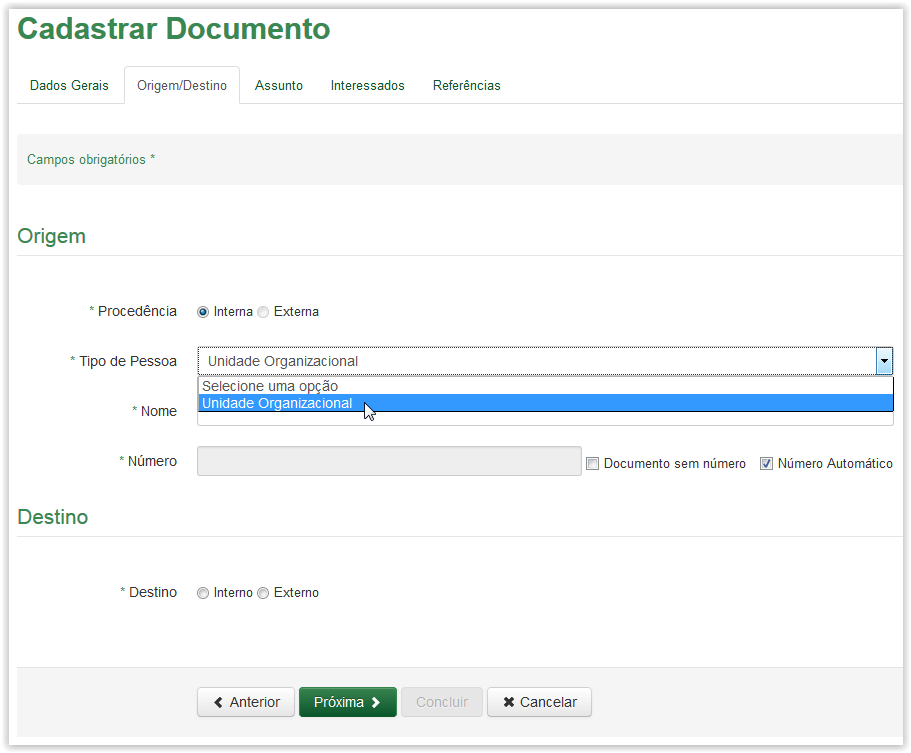 Cadastrar Documento
Dados Gerais Origem/Destino Assunto Interessados Referências
Campos obrigatórios *
Origem
* Procedência Interna Externa
* Tipo de Pessoa Unidade Organizacional
Selecione uma opção
Unidade Organizacional
* Nome
* Número Documento sem número Número Automático
Destino
* Destino Interno Externo
Anterior Próxima Concluir Cancelar